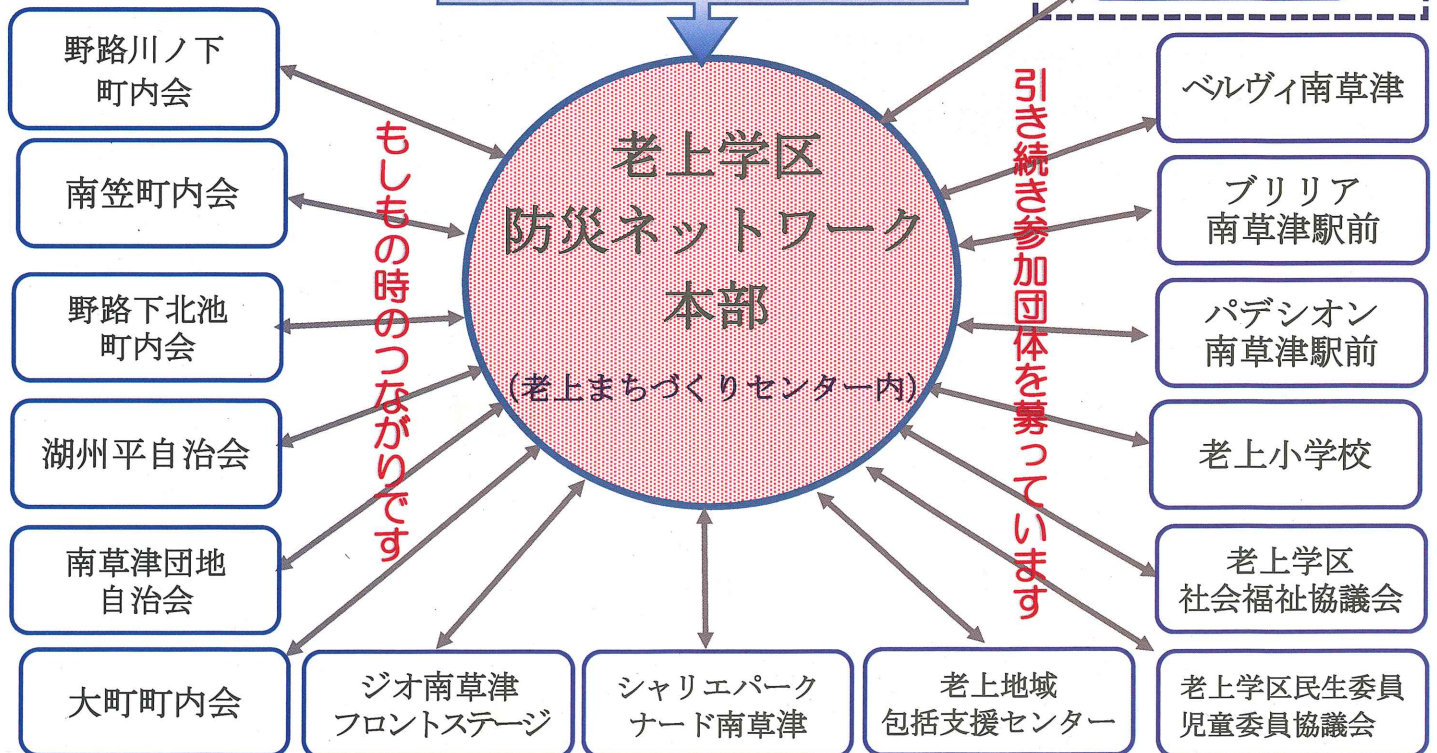 野路川ノ下
町内会
南笠町内会
野路下北池
町内会
湖州平自治会
南草津団地
自治会
大町町内会
もしもの時のつながりです
老上学区
防災ネットワーク
本部
(老上まちづくりセンター内)
引き続き参加団体を募っています
ベルヴィ南草津
ブリリア
南草津駅前
パデシオン
南草津駅前
老上小学校
老上学区
社会福祉協議会
ジオ南草津
フロントステージ
シャリエパーク
ナード南草津
老上地域
包括支援センター
老上学区民生委員
児童委員協議会